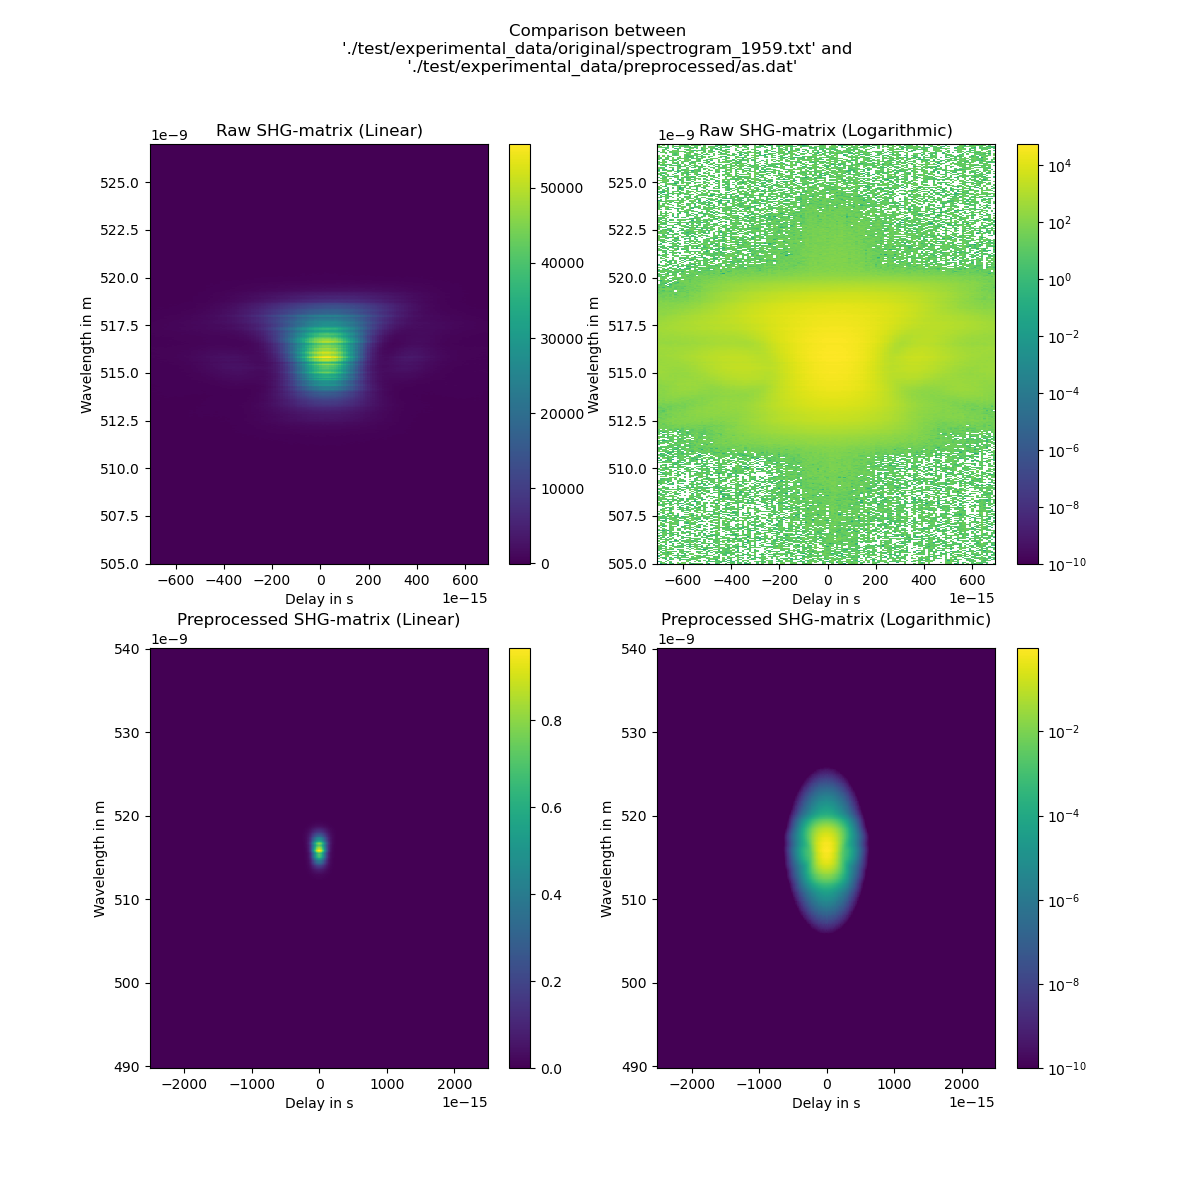 Comparison between
'./test/experimental_data/original/spectrogram_1959.txt' and
'./test/experimental_data/preprocessed/as.dat'
1e−9 Raw SHG-matrix (Linear)
525.0
522.5
520.0
517.5
515.0
512.5
510.0
507.5
505.0
Wavelength in m
−600 −400 −200 0 200 400 600
Delay in s 1e−15
50000
40000
30000
20000
10000
0
1e−9 Raw SHG-matrix (Logarithmic)
525.0
522.5
520.0
517.5
515.0
512.5
510.0
507.5
505.0
Wavelength in m
−600 −400 −200 0 200 400 600
Delay in s 1e−15
10⁴
10²
10⁰
10⁻²
10⁻⁴
10⁻⁶
10⁻⁸
10⁻¹⁰
Preprocessed SHG-matrix (Linear)
1e−9
540
530
520
510
500
490
Wavelength in m
−2000 −1000 0 1000 2000
Delay in s 1e−15
0.8
0.6
0.4
0.2
0.0
Preprocessed SHG-matrix (Logarithmic)
1e−9
540
530
520
510
500
490
Wavelength in m
−2000 −1000 0 1000 2000
Delay in s 1e−15
10⁻²
10⁻⁴
10⁻⁶
10⁻⁸
10⁻¹⁰